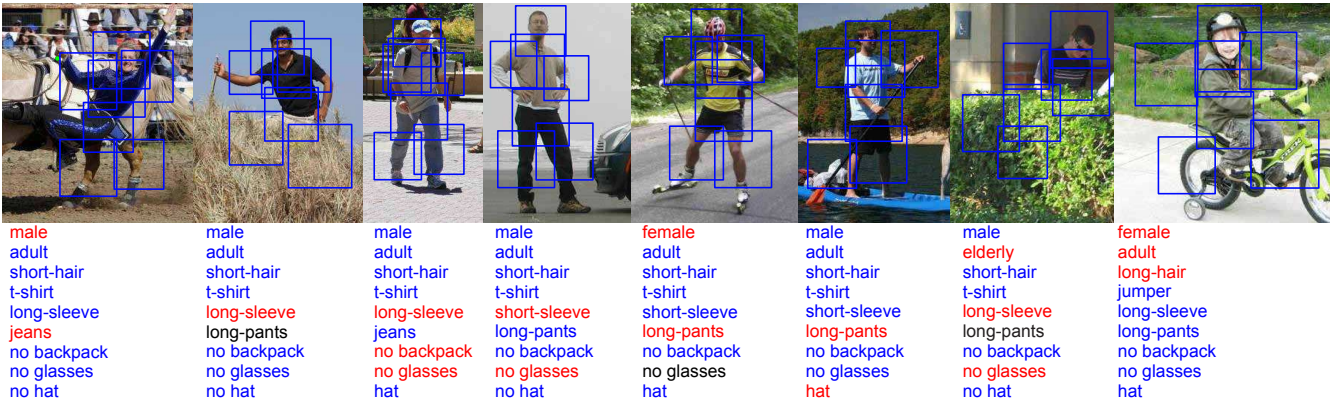 male male male male female male male female
adult adult adult adult adult adult elderly adult
short-hair short-hair short-hair short-hair short-hair short-hair short-hair long-hair
t-shirt t-shirt t-shirt t-shirt t-shirt t-shirt t-shirt jumper
long-sleeve long-sleeve long-sleeve short-sleeve short-sleeve short-sleeve long-sleeve long-sleeve
jeans long-pants jeans long-pants long-pants long-pants long-pants long-pants
no backpack no backpack no backpack no backpack no backpack no backpack no backpack no backpack
no glasses no glasses no glasses no glasses no glasses no glasses no glasses no glasses
no hat no hat hat no hat hat hat no hat hat